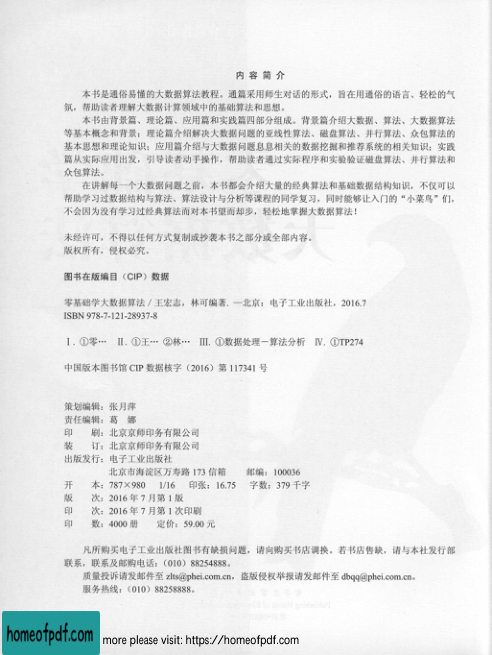 内 容 简 介
本书是通俗易懂的大数据算法教程。通篇采用师生对话的形式，旨在用通俗的语言、轻松的气
氛，帮助读者理解大数据计算领域中的基础算法和思想。
本书由背景篇、理论篇、应用篇和实践篇四部分组成。背景篇介绍大数据、算法、大数据算法
等基本概念和背景；理论篇介绍解决大数据问题的亚线性算法、磁盘算法、并行算法、众包算法的
基本思想和理论知识；应用篇介绍与大数据问题息息相关的数据挖掘和推荐系统的相关知识；实践
篇从实际应用出发，引导读者动手操作，帮助读者通过实际程序和实验验证磁盘算法、并行算法和
众包算法。
在讲解每一个大数据问题之前，本书都会介绍大量的经典算法和基础数据结构知识，不仅可以
帮助学习过数据结构与算法、算法设计与分析等课程的同学复习，同时能够让入门的“小菜鸟”们，
不会因为没有学习过经典算法而对本书望而却步，轻松地掌握大数据算法！
未经许可，不得以任何方式复制或抄袭本书之部分或全部内容。
版权所有，侵权必究。
图书在版编目（CIP）数据
零基础学大数据算法 / 王宏志，林可编著. —北京：电子工业出版社，2016.7
ISBN 978-7-121-28937-8
Ⅰ. ①零… Ⅱ. ①王… ②林… Ⅲ. ①数据处理－算法分析 Ⅳ. ①TP274
中国版本图书馆 CIP 数据核字（2016）第 117341 号
策划编辑：张月萍
责任编辑：葛 娜
印 刷：北京京师印务有限公司
装 订：北京京师印务有限公司
出版发行：电子工业出版社
北京市海淀区万寿路 173 信箱 邮编：100036
开 本：787×980 1/16 印张：16.75 字数：379 千字
版 次：2016 年 7 月第 1 版
印 次：2016 年 7 月第 1 次印刷
印 数：4000 册 定价：59.00 元
凡所购买电子工业出版社图书有缺损问题，请向购买书店调换。若书店售缺，请与本社发行部
联系，联系及邮购电话：（010）88254888。
质量投诉请发邮件至 zlts@phei.com.cn，盗版侵权举报请发邮件至 dbqq@phei.com.cn。
服务热线：（010）88258888。
homeofpdf.com more please visit: https://homeofpdf.com